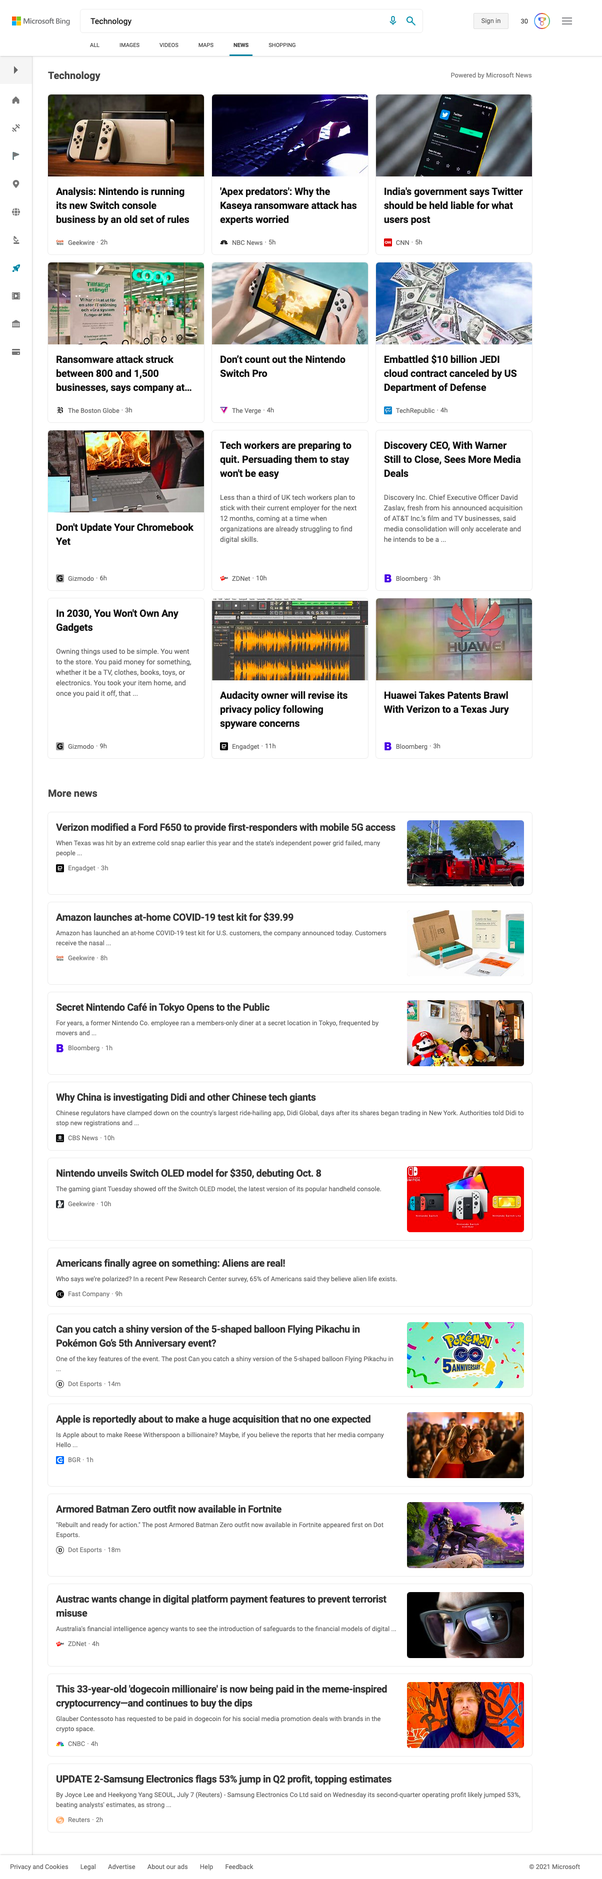 Microsoft Bing
Technology
Sign in
30
ALL
IMAGES
VIDEOS
MAPS
NEWS
SHOPPING
Technology
Powered by Microsoft News
Analysis: Nintendo is running
its new Switch console
business by an old set of rules
Geekwire · 2h
'Apex predators': Why the
Kaseya ransomware attack has
experts worried
NBC News · 5h
India's government says Twitter
should be held liable for what
users post
CNN · 5h
coop
Tillfälligt
stängt!
Ransomware attack struck
between 800 and 1,500
businesses, says company at...
The Boston Globe · 3h
Don't count out the Nintendo
Switch Pro
The Verge · 4h
Embattled $10 billion JEDI
cloud contract canceled by US
Department of Defense
TechRepublic · 4h
Don't Update Your Chromebook
Yet
Gizmodo · 6h
Tech workers are preparing to
quit. Persuading them to stay
won't be easy
Less than a third of UK tech workers plan to
stick with their current employer for the next
12 months, coming at a time when
organizations are already struggling to find
digital skills.
ZDNet · 10h
Discovery CEO, With Warner
Still to Close, Sees More Media
Deals
Discovery Inc. Chief Executive Officer David
Zaslav, fresh from his announced acquisition
of AT&T Inc.'s film and TV businesses, said
media consolidation will only accelerate and
he intends to be a ...
Bloomberg · 3h
In 2030, You Won't Own Any
Gadgets
Owning things used to be simple. You went
to the store. You paid money for something,
whether it be a TV, clothes, books, toys, or
electronics. You took your item home, and
once you paid it off, that ...
Gizmodo · 9h
Audacity owner will revise its
privacy policy following
spyware concerns
Engadget · 11h
HUAWEI
Huawei Takes Patents Brawl
With Verizon to a Texas Jury
Bloomberg · 3h
More news
Verizon modified a Ford F650 to provide first-responders with mobile 5G access
When Texas was hit by an extreme cold snap earlier this year and the state's independent power grid failed, many
people ...
Engadget · 3h
Amazon launches at-home COVID-19 test kit for $39.99
Amazon has launched an at-home COVID-19 test kit for U.S. customers, the company announced today. Customers
receive the nasal ...
Geekwire · 8h
Secret Nintendo Café in Tokyo Opens to the Public
For years, a former Nintendo Co. employee ran a members-only diner at a secret location in Tokyo, frequented by
movers and ...
Bloomberg · 1h
Why China is investigating Didi and other Chinese tech giants
Chinese regulators have clamped down on the country's largest ride-hailing app, Didi Global, days after its shares began trading in New York. Authorities told Didi to
stop new registrations and ...
CBS News · 10h
Nintendo unveils Switch OLED model for $350, debuting Oct. 8
The gaming giant Tuesday showed off the Switch OLED model, the latest version of its popular handheld console.
Geekwire · 10h
SWITCH
Americans finally agree on something: Aliens are real!
Who says we're polarized? In a recent Pew Research Center survey, 65% of Americans said they believe alien life exists.
Fast Company · 9h
Can you catch a shiny version of the 5-shaped balloon Flying Pikachu in
Pokémon Go's 5th Anniversary event?
One of the key features of the event. The post Can you catch a shiny version of the 5-shaped balloon Flying Pikachu in
...
Dot Esports · 14m
POKÉMON
GO
5 ANNIVERSARY
Apple is reportedly about to make a huge acquisition that no one expected
Is Apple about to make Reese Witherspoon a billionaire? Maybe, if you believe the reports that her media company
Hello ...
BGR · 1h
Armored Batman Zero outfit now available in Fortnite
"Rebuilt and ready for action." The post Armored Batman Zero outfit now available in Fortnite appeared first on Dot
Esports.
Dot Esports · 18m
Austrac wants change in digital platform payment features to prevent terrorist
misuse
Australia's financial intelligence agency wants to see the introduction of safeguards to the financial models of digital ...
ZDNet · 4h
This 33-year-old 'dogecoin millionaire' is now being paid in the meme-inspired
cryptocurrency—and continues to buy the dips
Glauber Contessoto has requested to be paid in dogecoin for his social media promotion deals with brands in the
crypto space.
CNBC · 4h
UPDATE 2-Samsung Electronics flags 53% jump in Q2 profit, topping estimates
By Joyce Lee and Heekyong Yang SEOUL, July 7 (Reuters) - Samsung Electronics Co Ltd said on Wednesday its second-quarter operating profit likely jumped 53%,
beating analysts' estimates, as strong ...
Reuters · 2h
Privacy and Cookies
Legal
Advertise
About our ads
Help
Feedback
© 2021 Microsoft